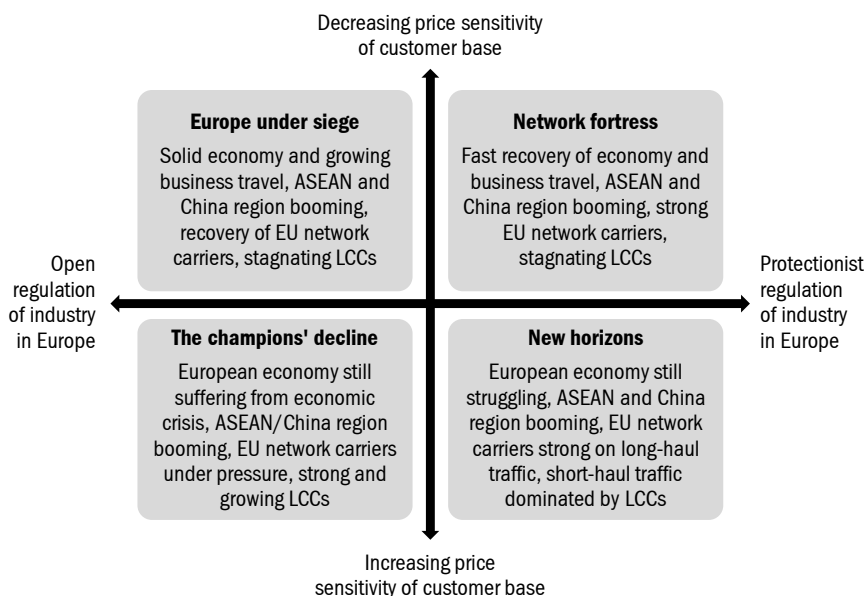 Decreasing price sensitivity
of customer base
Europe under siege
Solid economy and growing
business travel, ASEAN and
China region booming,
recovery of EU network
carriers, stagnating LCCs
Network fortress
Fast recovery of economy and
business travel, ASEAN and
China region booming, strong
EU network carriers,
stagnating LCCs
Open
regulation
of industry
in Europe
Protectionist
regulation
of industry
in Europe
The champions' decline
European economy still
suffering from economic
crisis, ASEAN/China region
booming, EU network carriers
under pressure, strong and
growing LCCs
New horizons
European economy still
struggling, ASEAN and China
region booming, EU network
carriers strong on long-haul
traffic, short-haul traffic
dominated by LCCs
Increasing price
sensitivity of customer base